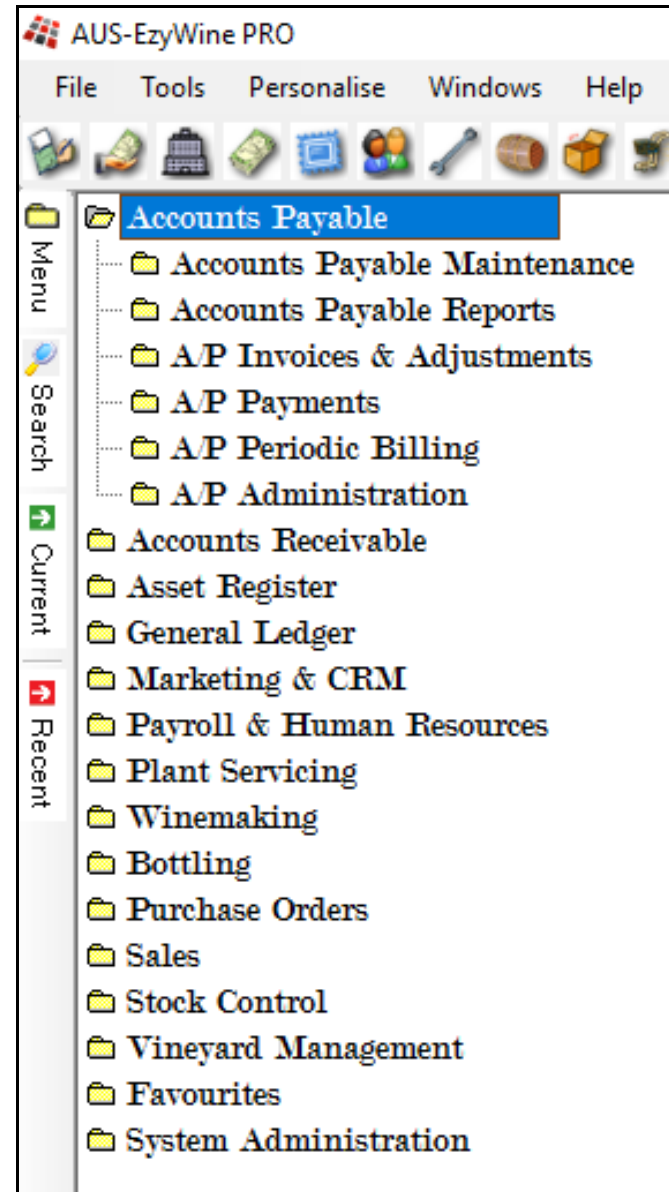 AUS-EzyWine PRO
File Tools Personalise Windows Help
Menu
Search
Current
Recent
Accounts Payable
Accounts Payable Maintenance
Accounts Payable Reports
A/P Invoices & Adjustments
A/P Payments
A/P Periodic Billing
A/P Administration
Accounts Receivable
Asset Register
General Ledger
Marketing & CRM
Payroll & Human Resources
Plant Servicing
Winemaking
Bottling
Purchase Orders
Sales
Stock Control
Vineyard Management
Favourites
System Administration